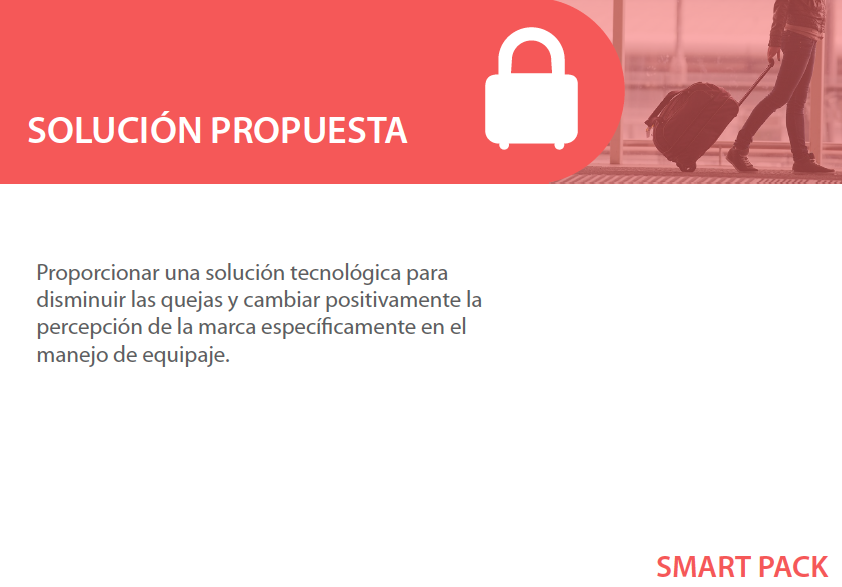 SOLUCIÓN PROPUESTA
Proporcionar una solución tecnológica para
disminuir las quejas y cambiar positivamente la
percepción de la marca específicamente en el
manejo de equipaje.
SMART PACK